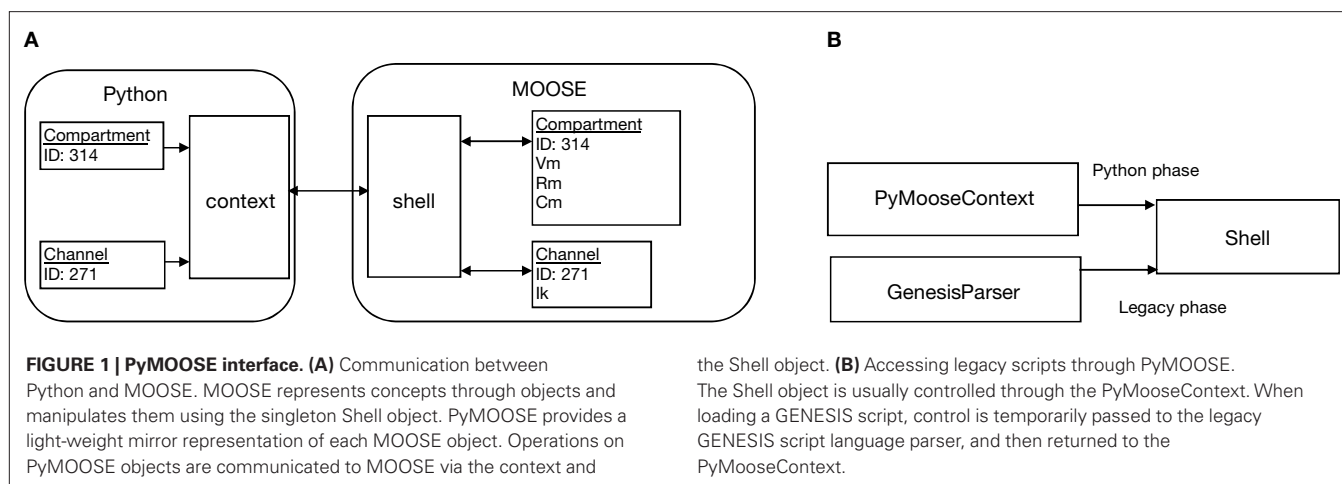 A
Python
Compartment
ID: 314
Channel
ID: 271
context
MOOSE
shell
Compartment
ID: 314
Vm
Rm
Cm
Channel
ID: 271
Ik
B
PyMooseContext
Python phase
Shell
GenesisParser
Legacy phase
FIGURE 1 | PyMOOSE interface. (A) Communication between
Python and MOOSE. MOOSE represents concepts through objects and
manipulates them using the singleton Shell object. PyMOOSE provides a
light-weight mirror representation of each MOOSE object. Operations on
PyMOOSE objects are communicated to MOOSE via the context and
the Shell object. (B) Accessing legacy scripts through PyMOOSE.
The Shell object is usually controlled through the PyMooseContext. When
loading a GENESIS script, control is temporarily passed to the legacy
GENESIS script language parser, and then returned to the
PyMooseContext.